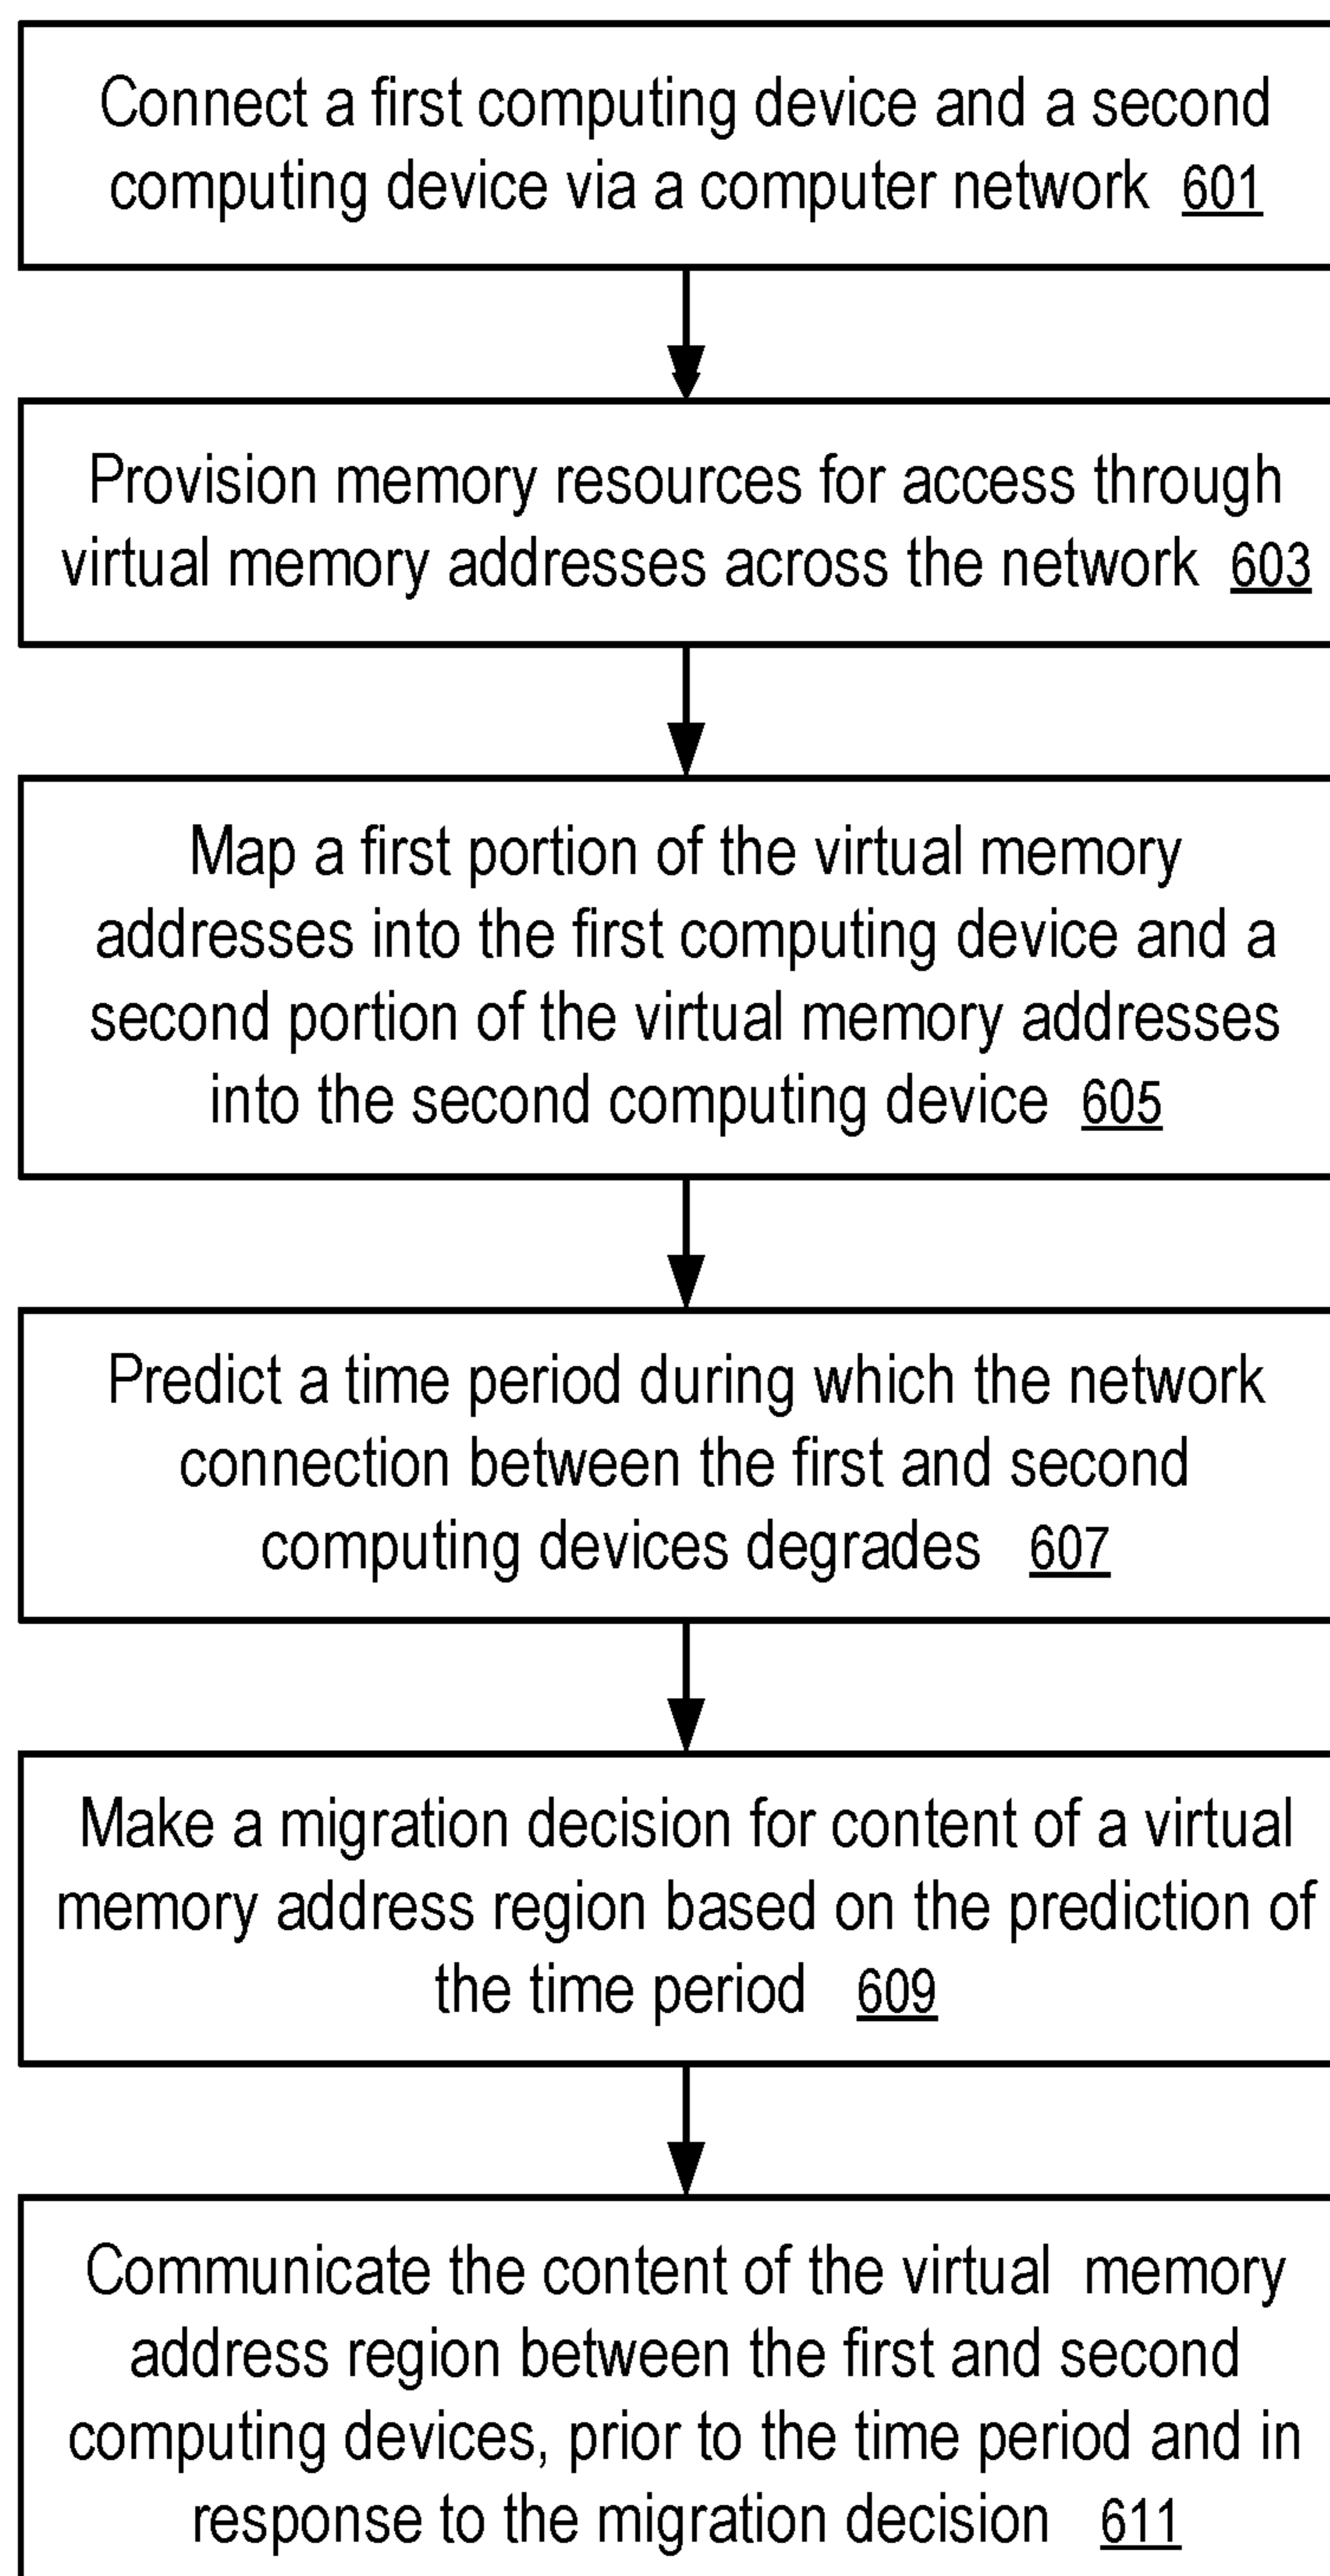 Connect a first computing device and a second
computing device via a computer network 601
Provision memory resources for access through
virtual memory addresses across the network 603
Map a first portion of the virtual memory
addresses into the first computing device and a
second portion of the virtual memory addresses
into the second computing device 605
Predict a time period during which the network
connection between the first and second
computing devices degrades 607
Make a migration decision for content of a virtual
memory address region based on the prediction of
the time period 609
Communicate the content of the virtual memory
address region between the first and second
computing devices, prior to the time period and in
response to the migration decision 611